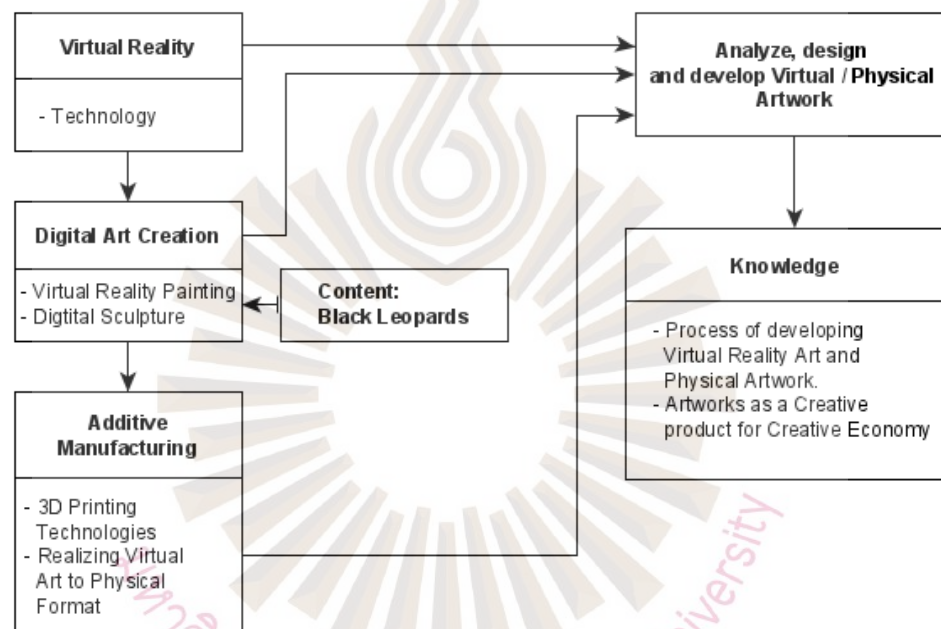 Virtual Reality
- Technology
Digital Art Creation
- Virtual Reality Painting
- Digtital Sculpture
Content:
Black Leopards
Additive
Manufacturing
- 3D Printing
Technologies
- Realizing Virtual
Art to Physical
Format
Analyze, design
and develop Virtual / Physical
Artwork
Knowledge
- Process of developing
Virtual Reality Art and
Physical Artwork.
- Artworks as a Creative
product for Creative Economy